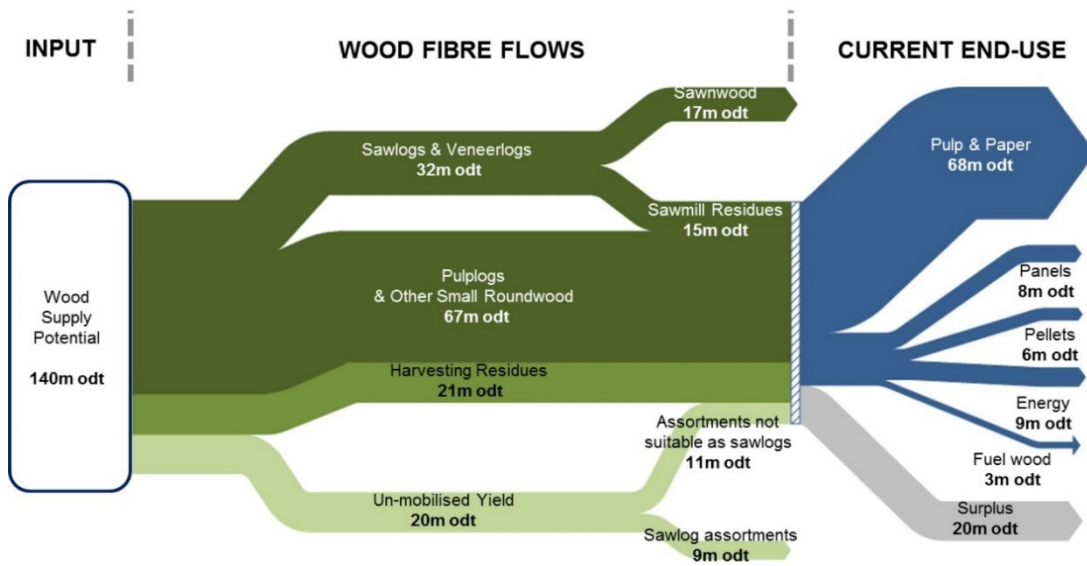 INPUT
WOOD FIBRE FLOWS
CURRENT END-USE
Wood
Supply
Potential
140m odt
Sawlogs & Veneerlogs
32m odt
Sawnwood
17m odt
Sawmill Residues
15m odt
Pulplogs
& Other Small Roundwood
67m odt
Harvesting Residues
21m odt
Assortments not
suitable as sawlogs
11m odt
Un-mobilised Yield
20m odt
Sawlog assortments
9m odt
Pulp & Paper
68m odt
Panels
8m odt
Pellets
6m odt
Energy
9m odt
Fuel wood
3m odt
Surplus
20m odt